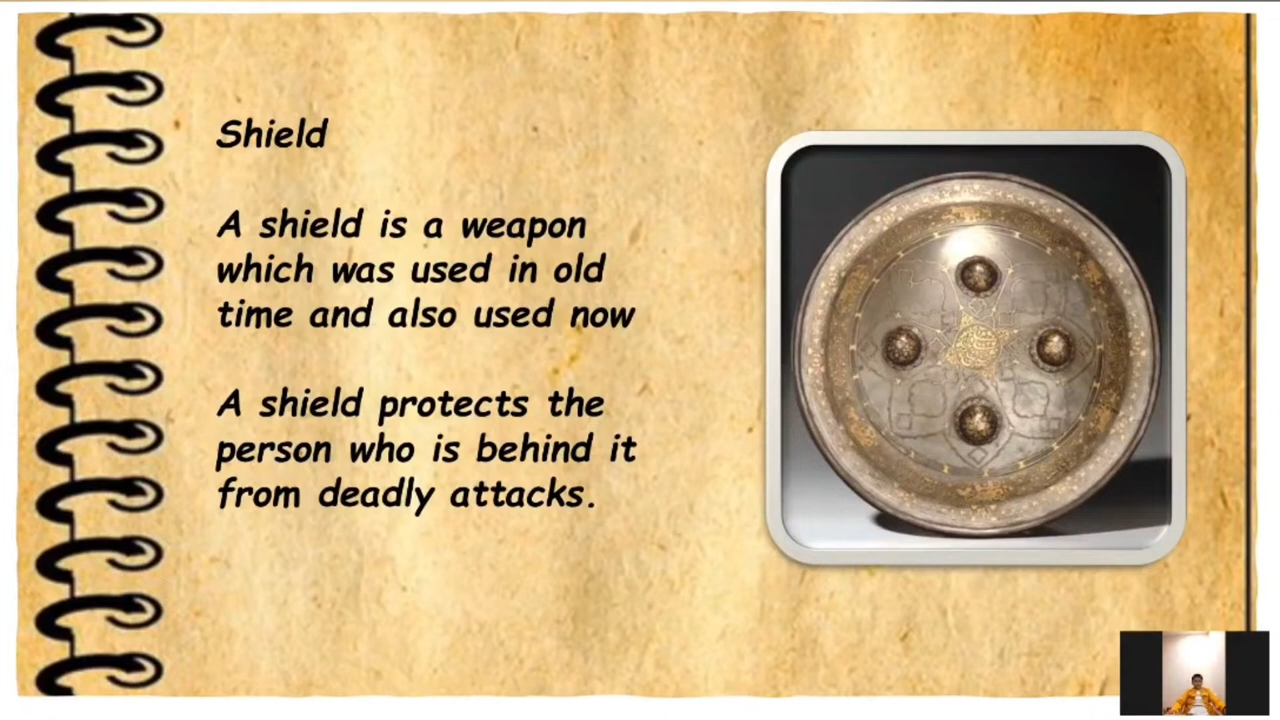 Shield
A shield is a weapon
which was used in old
time and also used now
A shield protects the
person who is behind it
from deadly attacks.